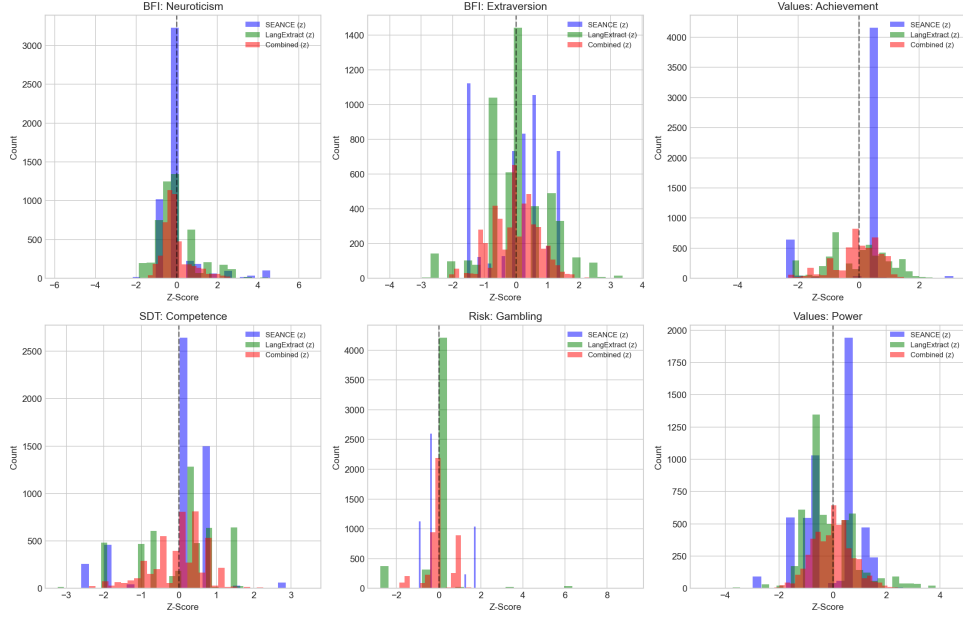 BFI: Neuroticism
SEANCE (z)
LangExtract (z)
Combined (z)
3000
2500
2000
1500
1000
500
0
Count
−6 −4 −2 0 2 4 6
Z-Score
BFI: Extraversion
SEANCE (z)
LangExtract (z)
Combined (z)
1400
1200
1000
800
600
400
200
0
Count
−3 −2 −1 0 1 2 3 4
Z-Score
Values: Achievement
SEANCE (z)
LangExtract (z)
Combined (z)
4000
3500
3000
2500
2000
1500
1000
500
0
Count
−4 −2 0 2
Z-Score
SDT: Competence
SEANCE (z)
LangExtract (z)
Combined (z)
2500
2000
1500
1000
500
0
Count
−3 −2 −1 0 1 2 3
Z-Score
Risk: Gambling
SEANCE (z)
LangExtract (z)
Combined (z)
4000
3500
3000
2500
2000
1500
1000
500
0
Count
−2 0 2 4 6 8
Z-Score
Values: Power
SEANCE (z)
LangExtract (z)
Combined (z)
2000
1750
1500
1250
1000
750
500
250
0
Count
−4 −2 0 2 4
Z-Score